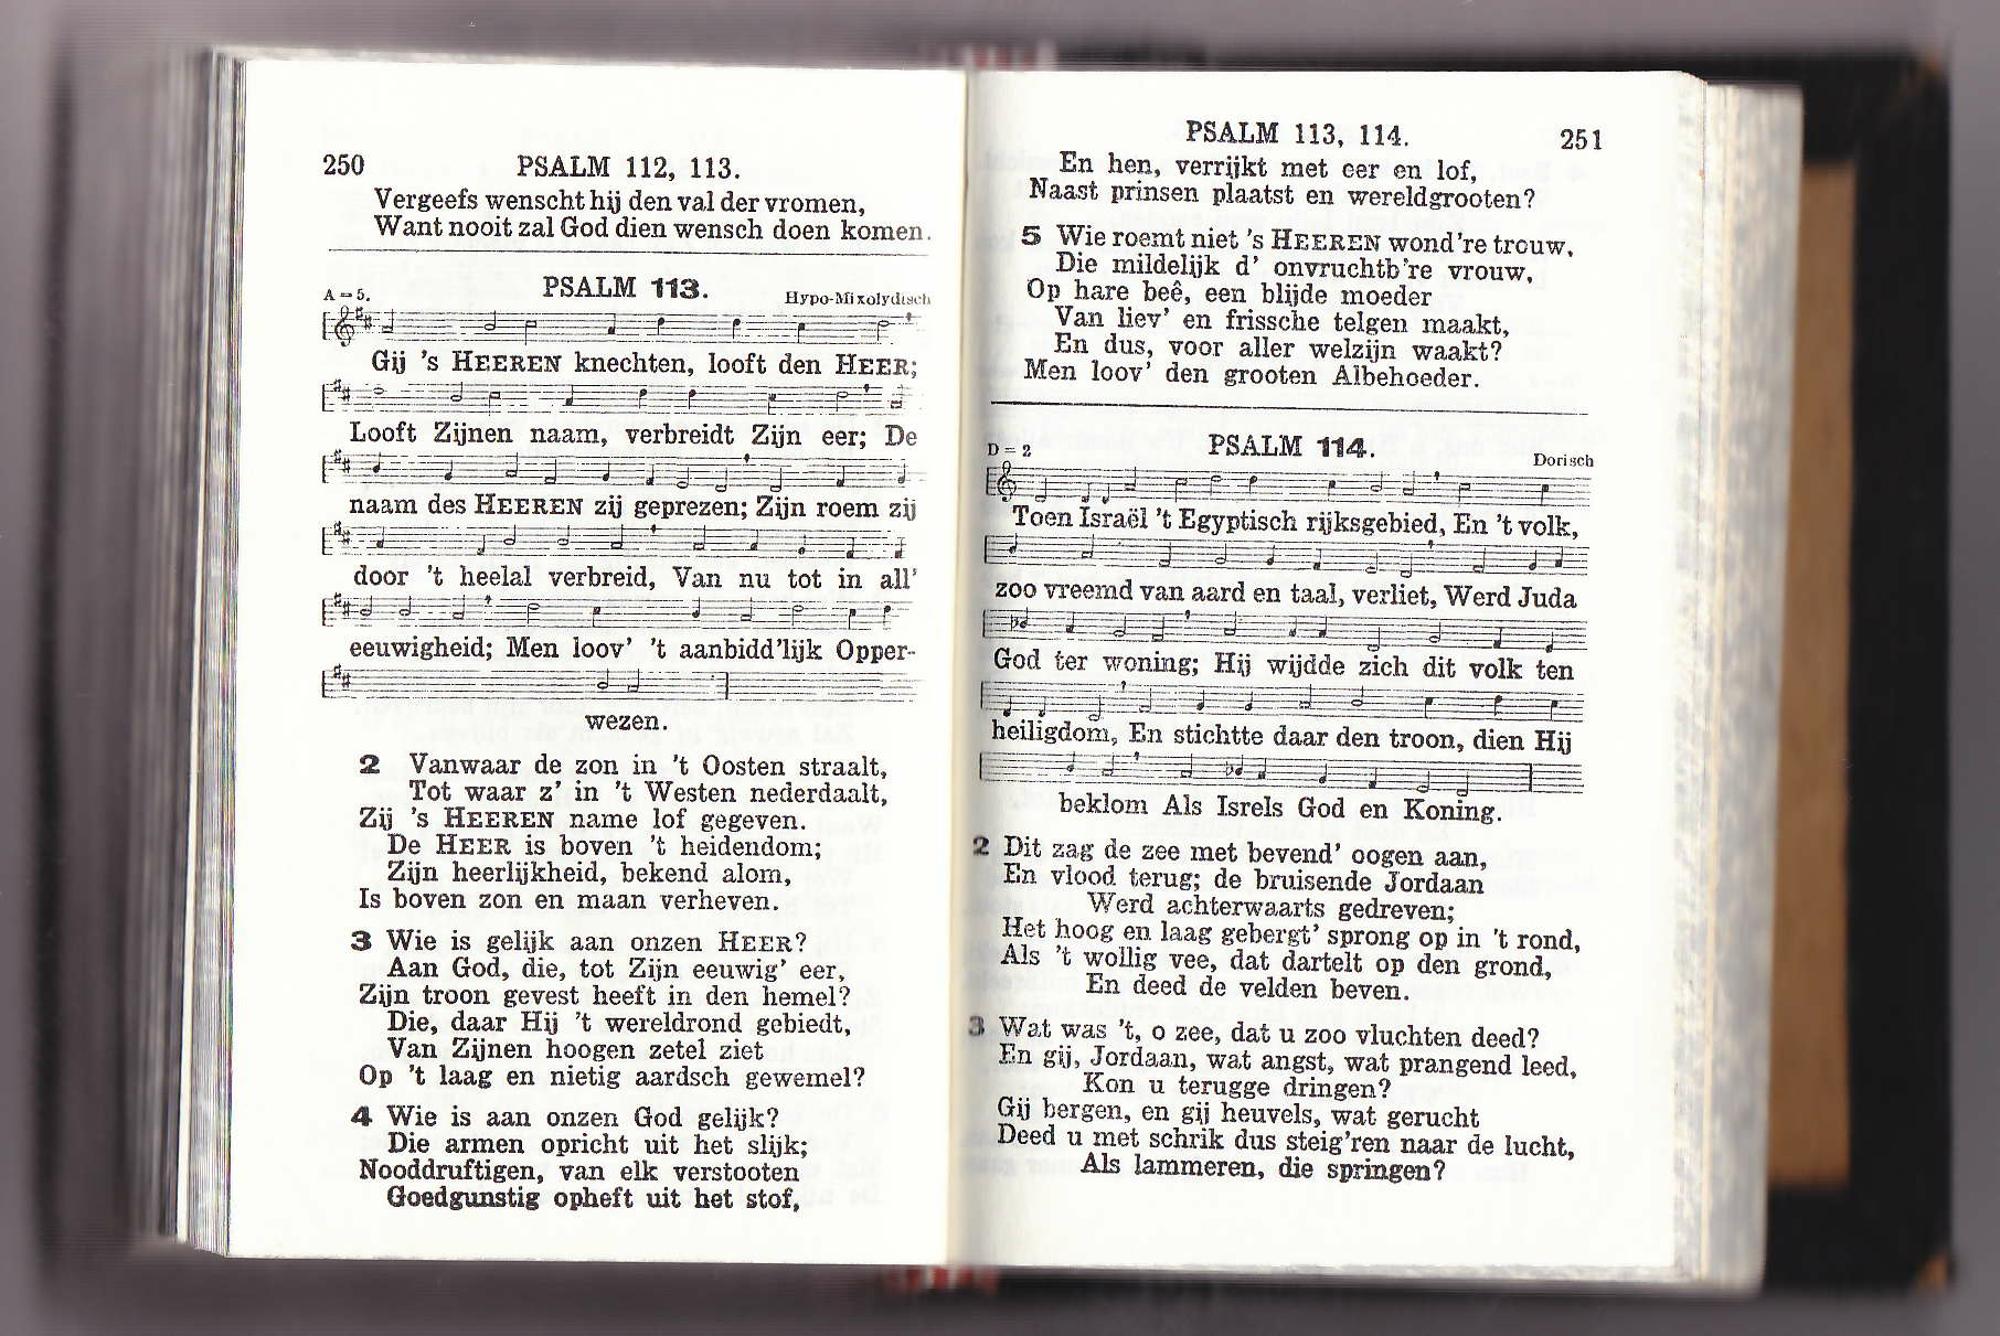 250 PSALM 112, 113.
Vergeefs wenscht hij den val der vromen,
Want nooit zal God dien wensch doen komen.
A = 5. PSALM 113. Hypo-Mixolydisch
Gij 's HEEREN knechten, looft den HEER;
Looft Zijnen naam, verbreidt Zijn eer; De
naam des HEEREN zij geprezen; Zijn roem zij
door 't heelal verbreid, Van nu tot in all'
eeuwigheid; Men loov' 't aanbidd'lijk Opper-
wezen.
2 Vanwaar de zon in 't Oosten straalt,
Tot waar z' in 't Westen nederdaalt,
Zij 's HEEREN name lof gegeven.
De HEER is boven 't heidendom;
Zijn heerlijkheid, bekend alom,
Is boven zon en maan verheven.
3 Wie is gelijk aan onzen HEER?
Aan God, die, tot Zijn eeuwig' eer,
Zijn troon gevest heeft in den hemel?
Die, daar Hij 't wereldrond gebiedt,
Van Zijnen hoogen zetel ziet
Op 't laag en nietig aardsch gewemel?
4 Wie is aan onzen God gelijk?
Die armen opricht uit het slijk;
Nooddruftigen, van elk verstooten
Goedgunstig opheft uit het stof,
PSALM 113, 114. 251
En hen, verrijkt met eer en lof,
Naast prinsen plaatst en wereldgrooten?
5 Wie roemt niet 's HEEREN wond're trouw,
Die mildelijk d' onvruchtb're vrouw,
Op hare beê, een blijde moeder
Van liev' en frissche telgen maakt,
En dus, voor aller welzijn waakt?
Men loov' den grooten Albehoeder.
D = 2 PSALM 114. Dorisch
Toen Israël 't Egyptisch rijksgebied, En 't volk,
zoo vreemd van aard en taal, verliet, Werd Juda
God ter woning; Hij wijdde zich dit volk ten
heiligdom, En stichtte daar den troon, dien Hij
beklom Als Isrels God en Koning.
2 Dit zag de zee met bevend' oogen aan,
En vlood terug; de bruisende Jordaan
Werd achterwaarts gedreven;
Het hoog en laag gebergt' sprong op in 't rond,
Als 't wollig vee, dat dartelt op den grond,
En deed de velden beven.
3 Wat was 't, o zee, dat u zoo vluchten deed?
En gij, Jordaan, wat angst, wat prangend leed,
Kon u terugge dringen?
Gij bergen, en gij heuvels, wat gerucht
Deed u met schrik dus steig'ren naar de lucht,
Als lammeren, die springen?